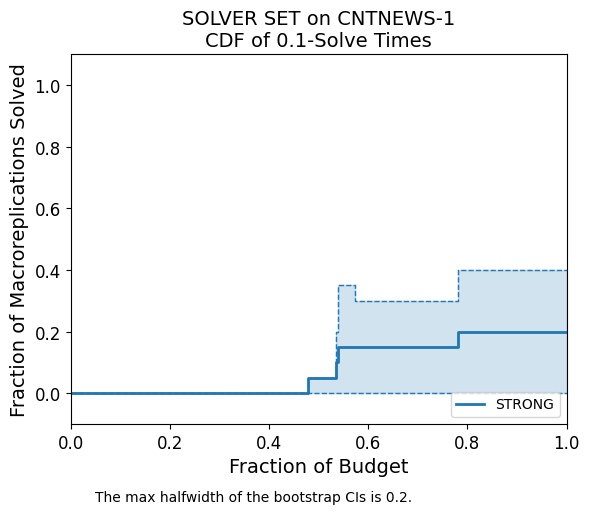 SOLVER SET on CNTNEWS-1
CDF of 0.1-Solve Times
Fraction of Macroreplications Solved
1.0
0.8
0.6
0.4
0.2
0.0
STRONG
0.0 0.2 0.4 0.6 0.8 1.0
Fraction of Budget
The max halfwidth of the bootstrap CIs is 0.2.